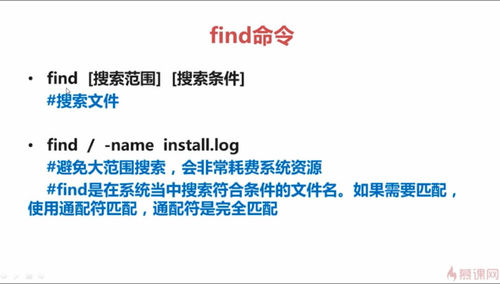 find命令
• find [搜索范围] [搜索条件]
#搜索文件
• find / -name install.log
#避免大范围搜索，会非常耗费系统资源
#find是在系统当中搜索符合条件的文件名。如果需要匹配，
使用通配符匹配，通配符是完全匹配
慕课网